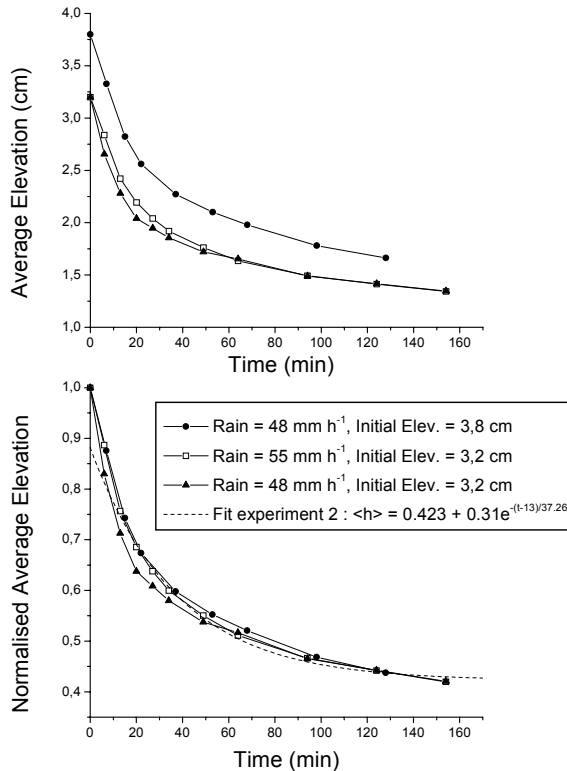 4,0
3,5
3,0
2,5
2,0
1,5
1,0
Average Elevation (cm)
0 20 40 60 80 100 120 140 160
Time (min)
1,0
0,9
0,8
0,7
0,6
0,5
0,4
Normalised Average Elevation
Rain = 48 mm h⁻¹, Initial Elev. = 3,8 cm
Rain = 55 mm h⁻¹, Initial Elev. = 3,2 cm
Rain = 48 mm h⁻¹, Initial Elev. = 3,2 cm
Fit experiment 2 : <h> = 0.423 + 0.31e^-(t-13)/37.26
0 20 40 60 80 100 120 140 160
Time (min)